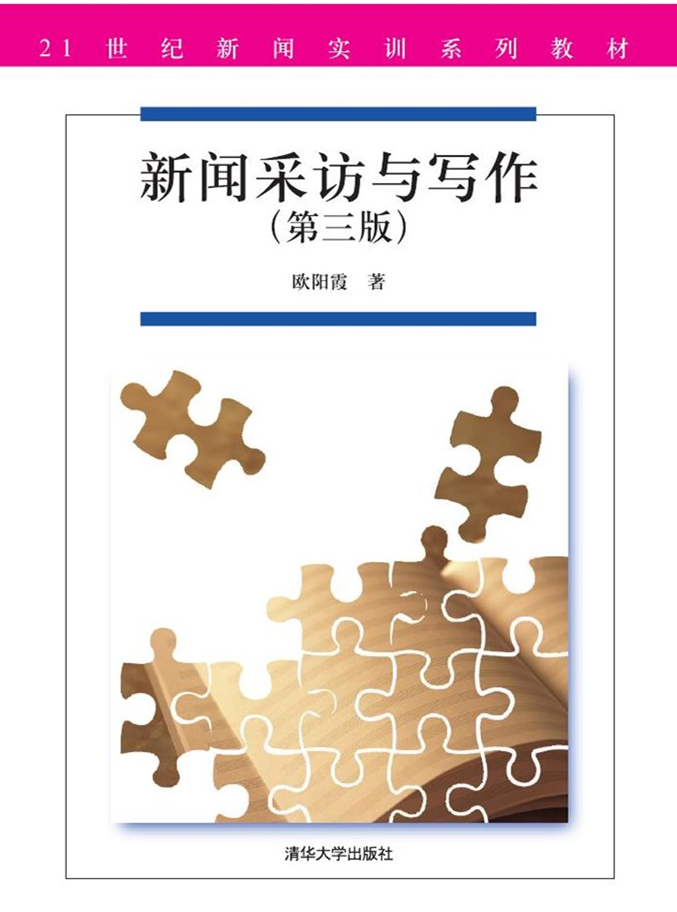 21世纪新闻实训系列教材
新闻采访与写作
（第三版）
欧阳霞 著
清华大学出版社